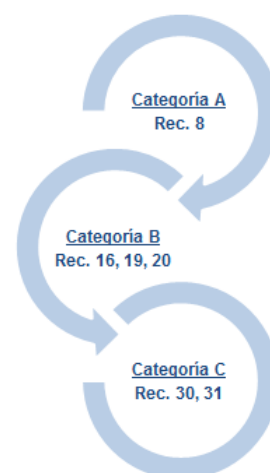 Categoría A
Rec. 8
Categoría B
Rec. 16, 19, 20
Categoría C
Rec. 30, 31